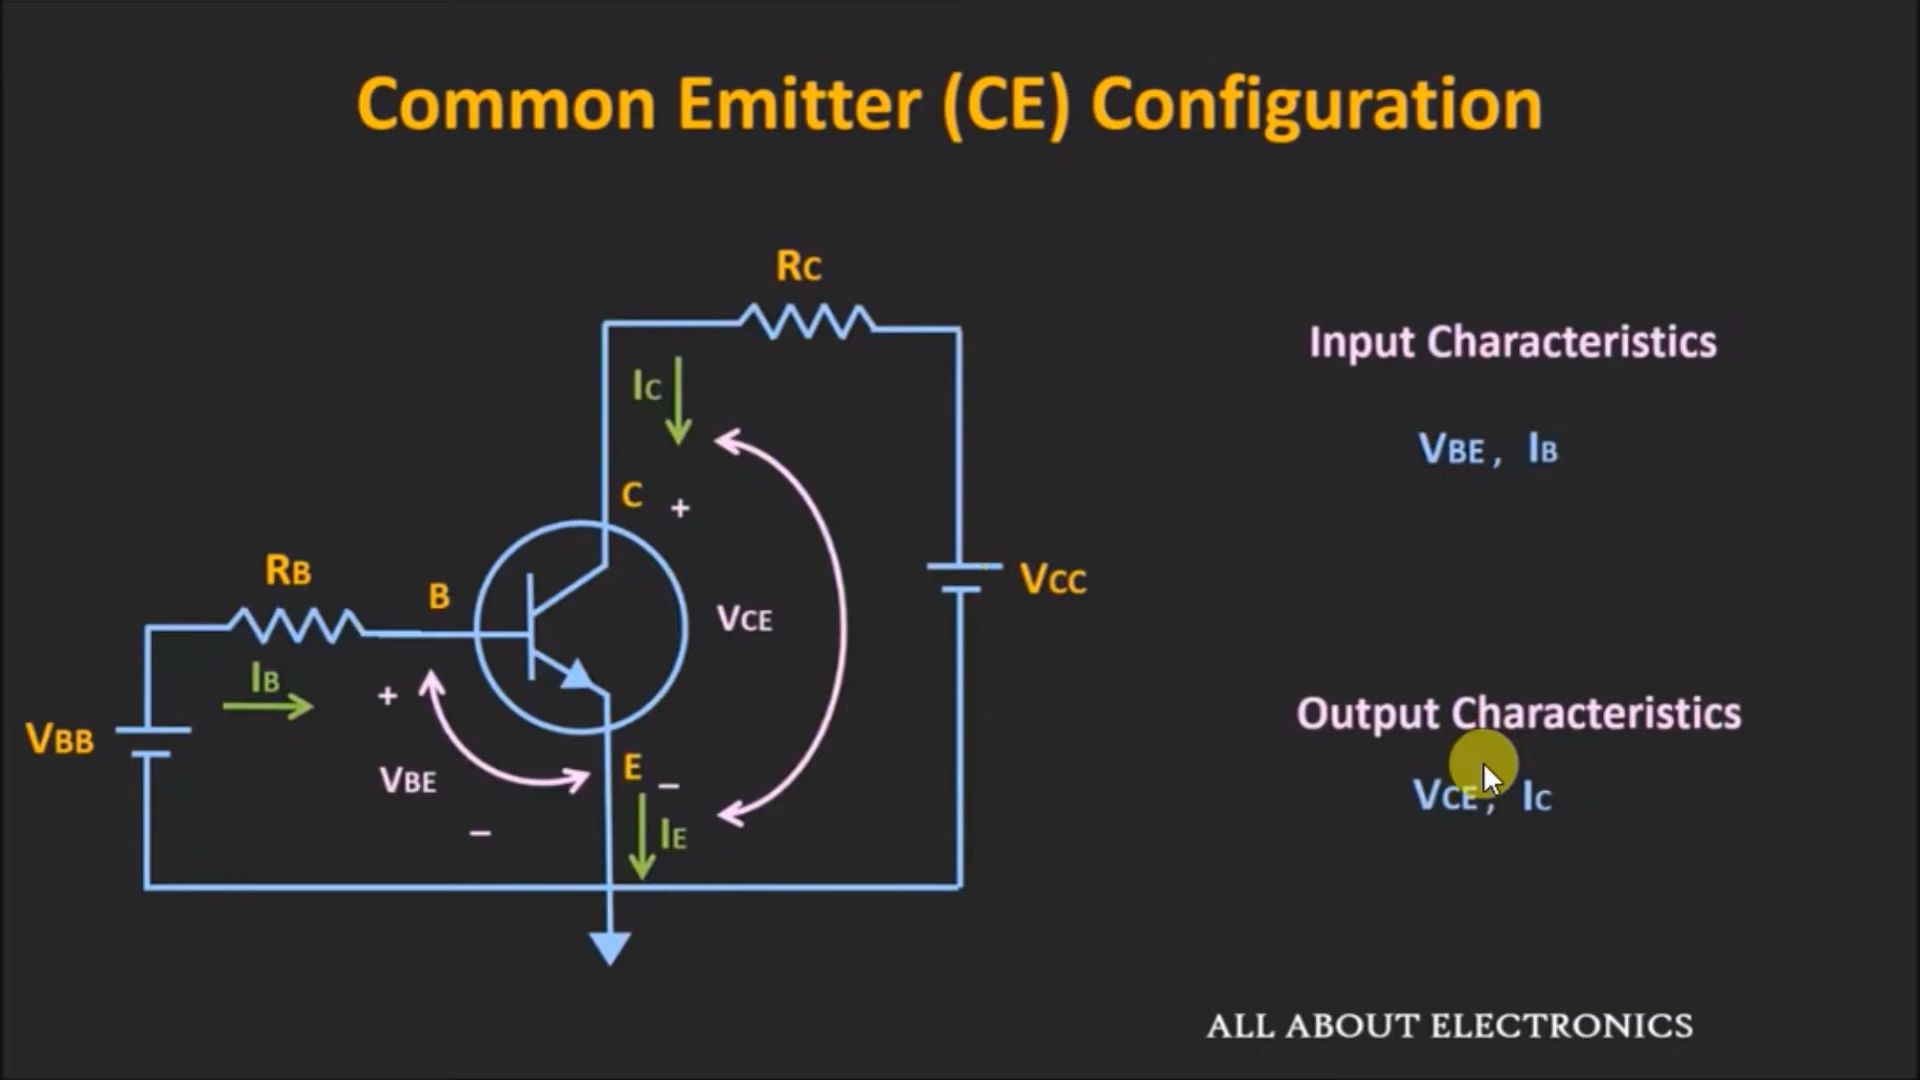 Common Emitter (CE) Configuration
RC
Input Characteristics
IC
VBE , IB
C +
RB
B
VCC
VCE
IB
+
VBB
Output Characteristics
E –
VBE
VCE , IC
–
IE
ALL ABOUT ELECTRONICS